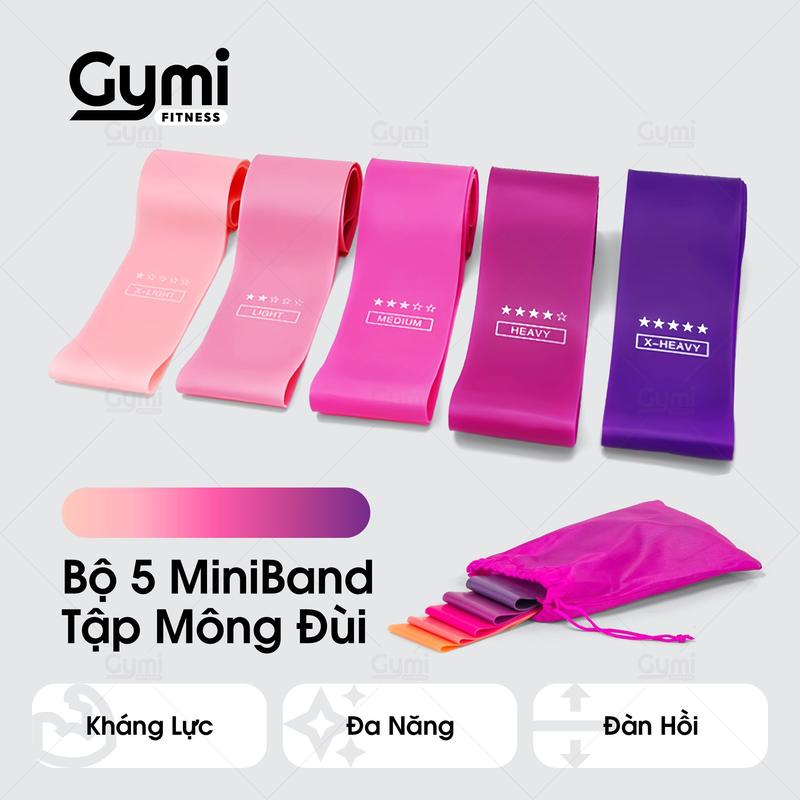 Gymi
FITNESS
★☆☆☆☆
X-LIGHT
★★☆☆☆
LIGHT
★★★☆☆
MEDIUM
★★★★☆
HEAVY
★★★★★
X-HEAVY
Bộ 5 MiniBand
Tập Mông Đùi
Kháng Lực
Đa Năng
Đàn Hồi